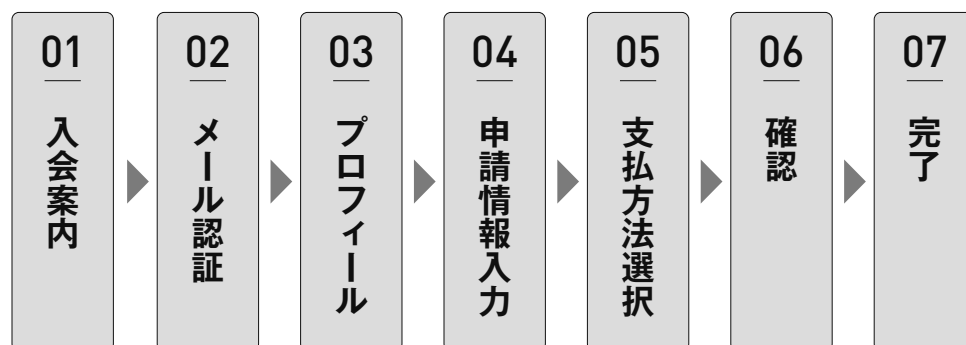 01
入会案内
02
メール認証
03
プロフィール
04
申請情報入力
05
支払方法選択
06
確認
07
完了